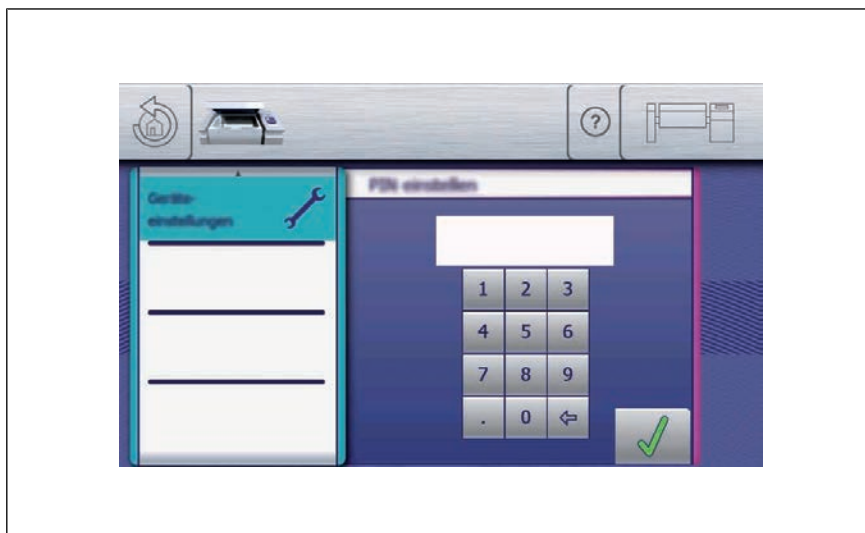 ?
PIN einstellen
Geräte-
einstellungen
1 2 3
4 5 6
7 8 9
. 0 ⇦